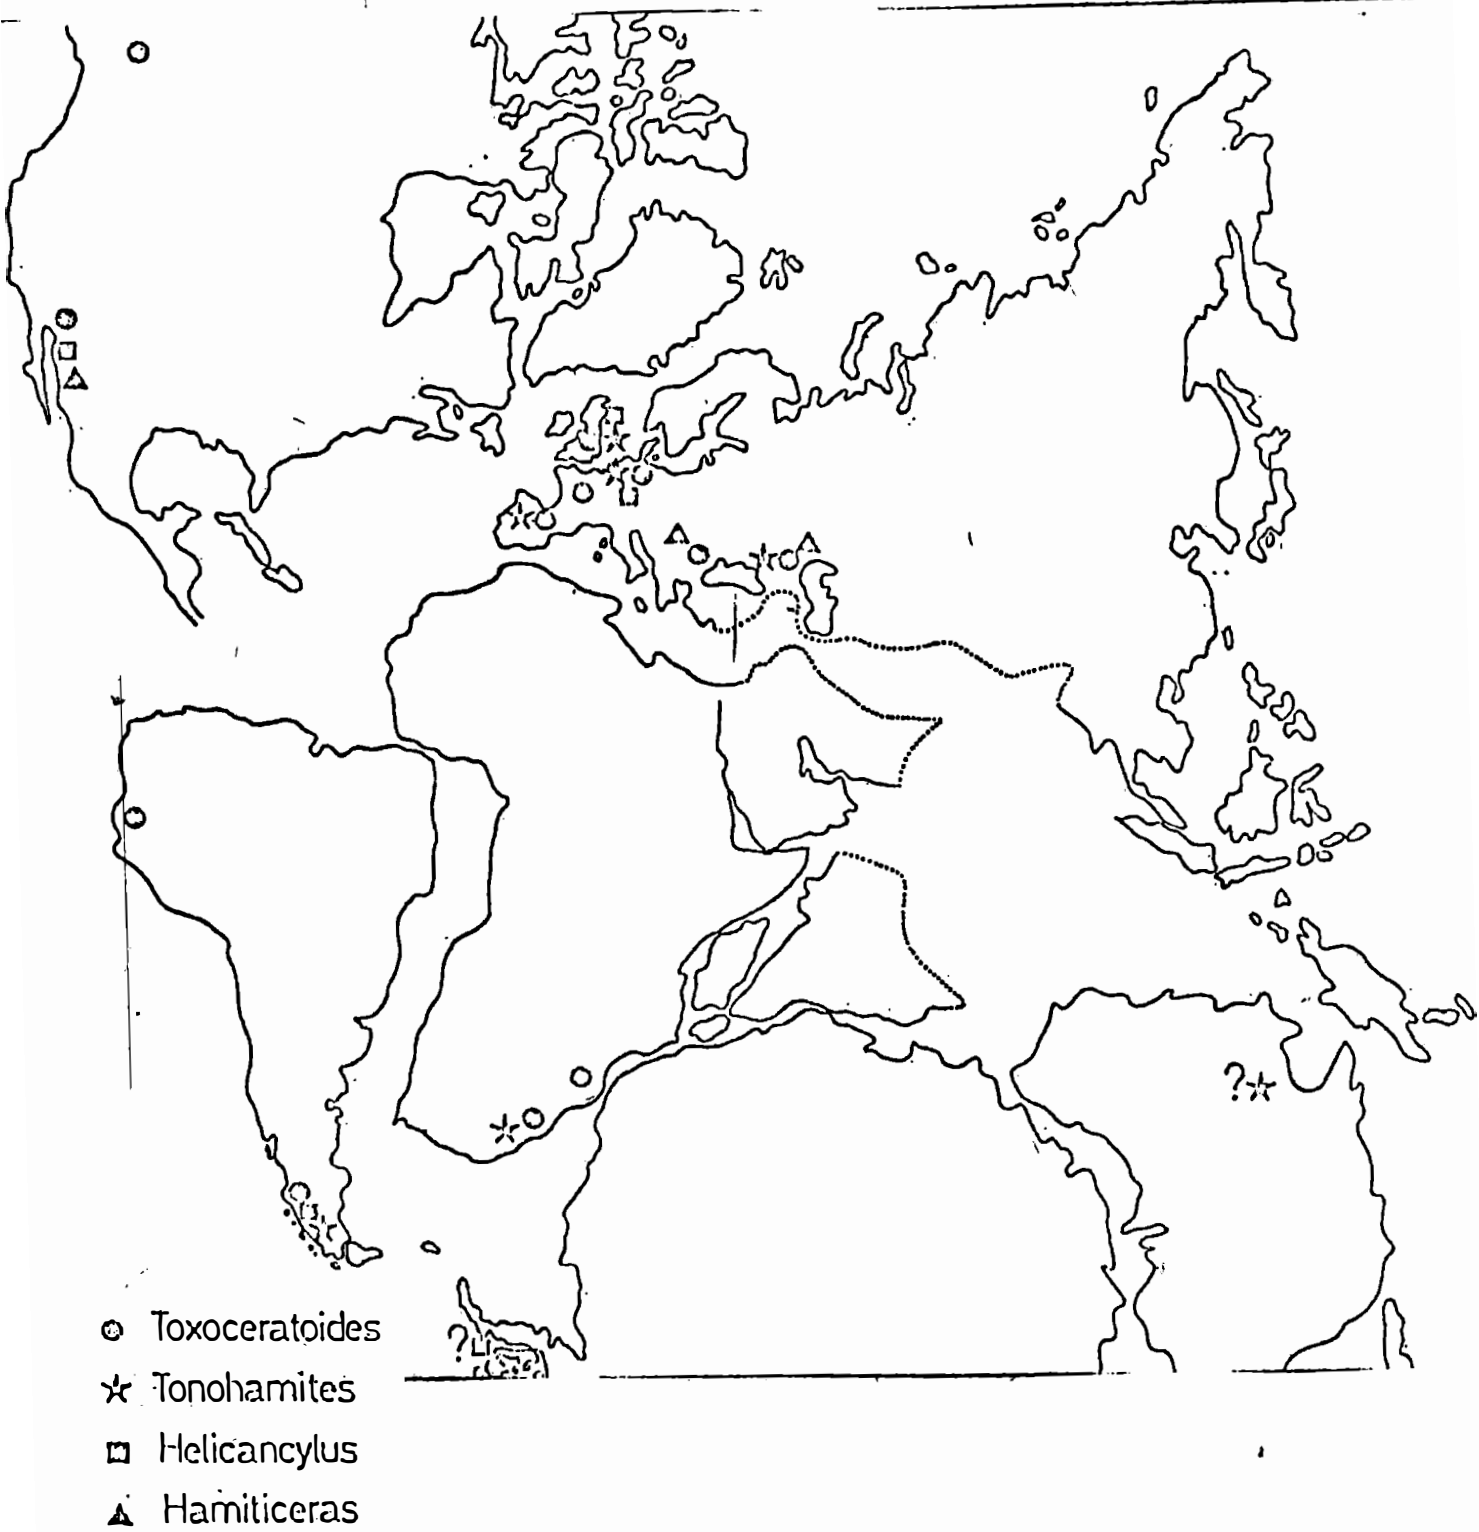 ?
?
Toxoceratoides
Tonohamites
Helicancylus
Hamiticeras